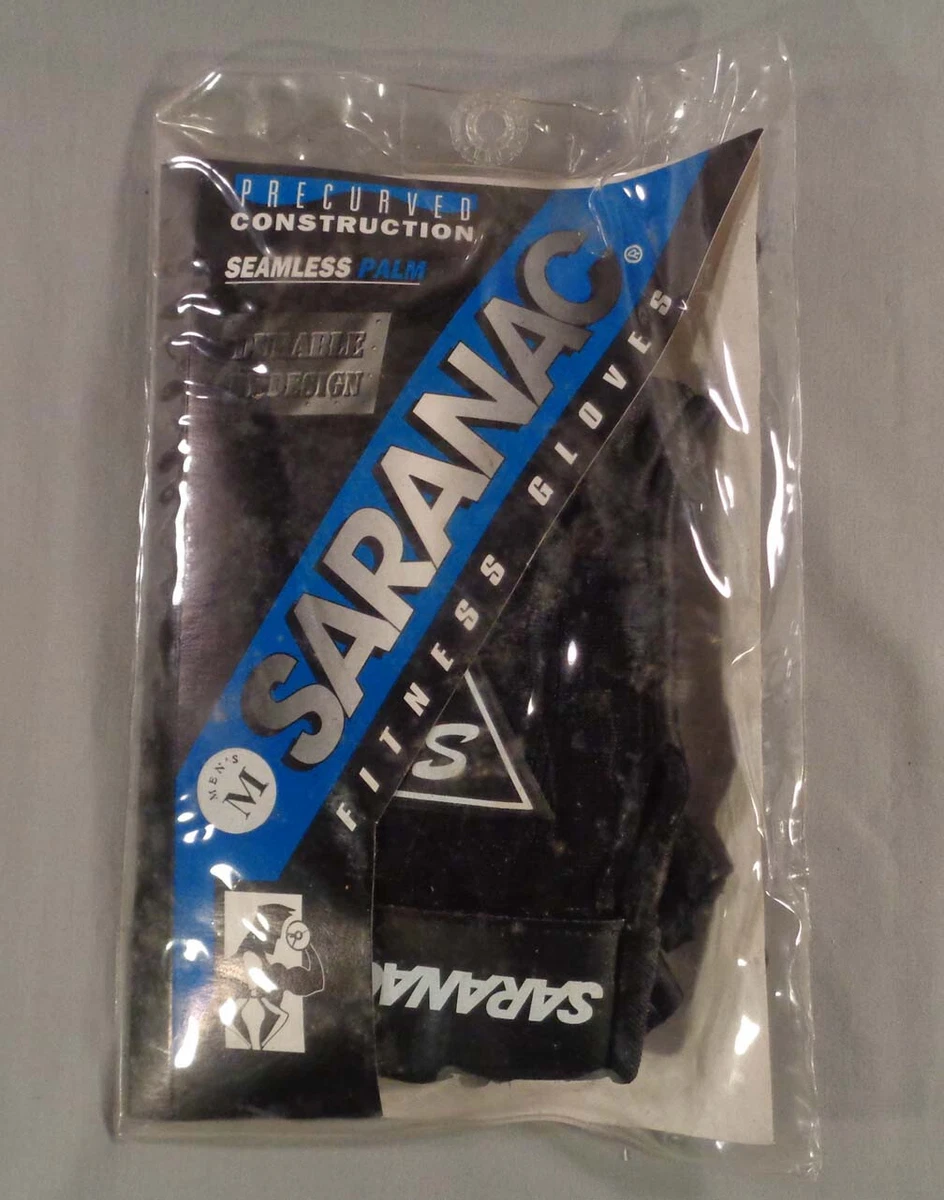 PRECURVED
CONSTRUCTION
SEAMLESS PALM
DURABLE
DESIGN
SARANAC®
FITNESS GLOVES
MEN'S
M
S
SARANAC